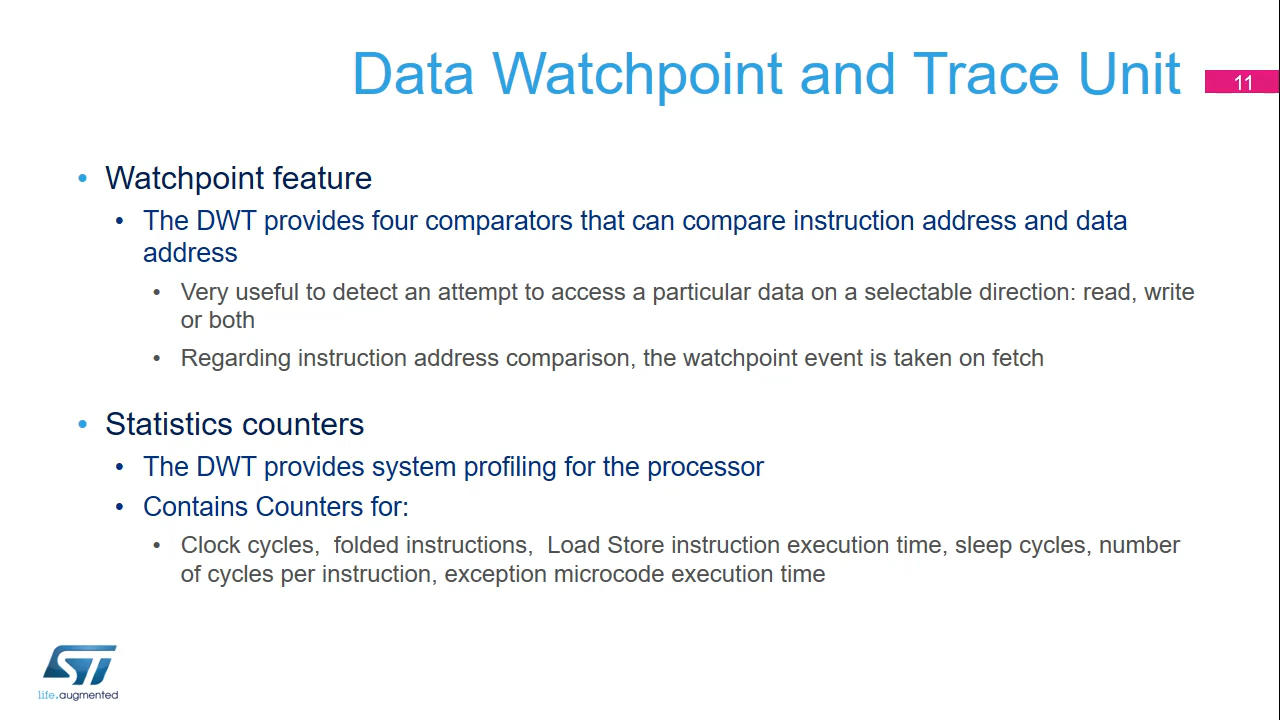 Data Watchpoint and Trace Unit
11
• Watchpoint feature
• The DWT provides four comparators that can compare instruction address and data
address
• Very useful to detect an attempt to access a particular data on a selectable direction: read, write
or both
• Regarding instruction address comparison, the watchpoint event is taken on fetch
• Statistics counters
• The DWT provides system profiling for the processor
• Contains Counters for:
• Clock cycles,  folded instructions,  Load Store instruction execution time, sleep cycles, number
of cycles per instruction, exception microcode execution time
ST
life.augmented